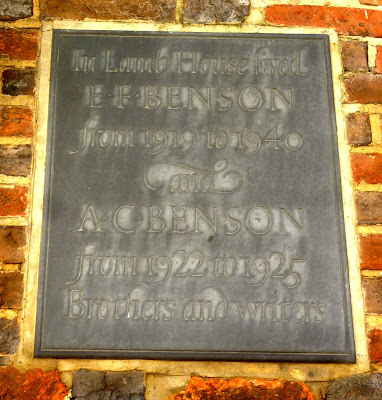 In Lamb House lived
E·F·BENSON
from 1919 to 1940
and
A·C·BENSON
from 1922 to 1925
Brothers and writers